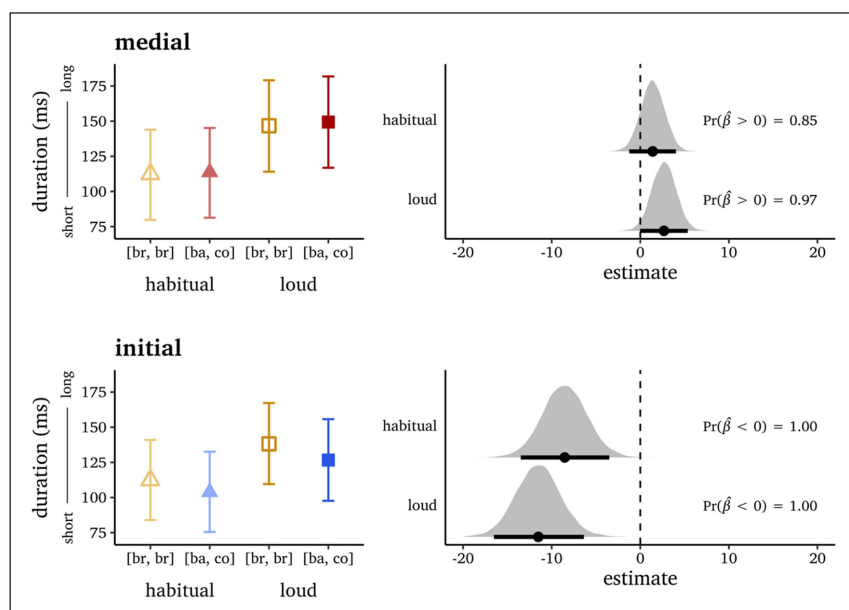 medial
duration (ms)
short
long
175
150
125
100
75
[br, br] [ba, co] [br, br] [ba, co]
habitual loud
habitual
loud
Pr(β̂ > 0) = 0.85
Pr(β̂ > 0) = 0.97
-20 -10 0 10 20
estimate
initial
duration (ms)
short
long
175
150
125
100
75
[br, br] [ba, co] [br, br] [ba, co]
habitual loud
habitual
loud
Pr(β̂ < 0) = 1.00
Pr(β̂ < 0) = 1.00
-20 -10 0 10 20
estimate